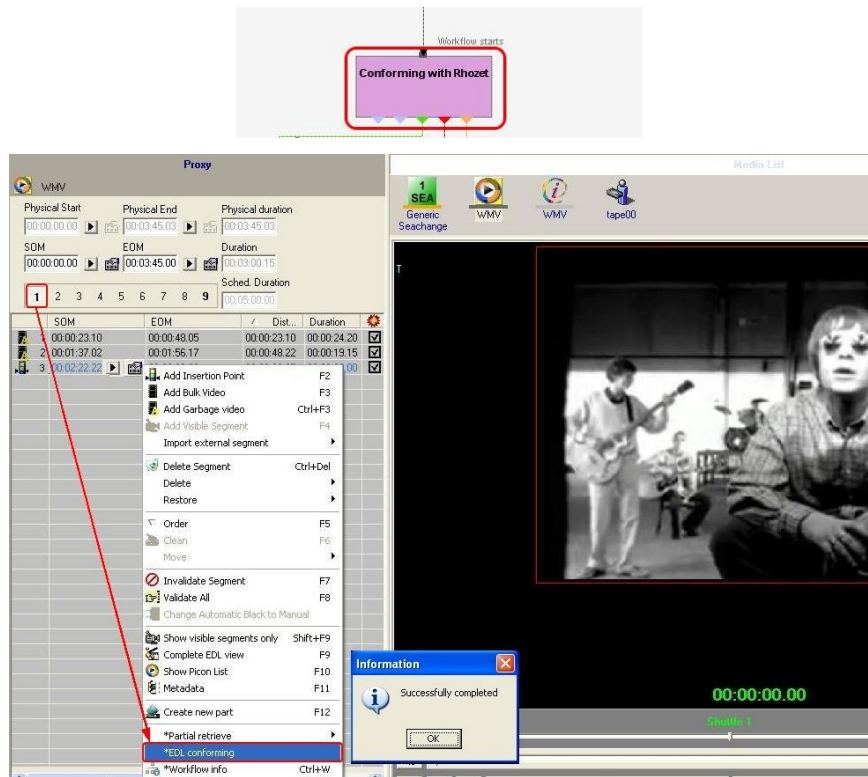 Workflow starts
Conforming with Rhozet
Proxy
Media List
WMV
Physical Start Physical End Physical duration
00:00:00.00 00:03:45.03 00:03:45.03
SOM EOM Duration
00:00:00.00 00:03:45.00 00:03:00.15
Sched. Duration
1 2 3 4 5 6 7 8 9 00:05:00.00
1
SEA
Generic
Seachange
WMV
WMV
tape00
T
SOM EOM / Dist... Duration
1 00:00:23.10 00:00:48.05 00:00:23.10 00:00:24.20
2 00:01:37.02 00:01:56.17 00:00:48.22 00:00:19.15
3 00:02:22.22
Add Insertion Point F2
Add Bulk Video F3
Add Garbage video Ctrl+F3
Add Visible Segment F4
Import external segment
Delete Segment Ctrl+Del
Delete
Restore
Order F5
Clean F6
Move
Invalidate Segment F7
Validate All F8
Change Automatic Black to Manual
Show visible segments only Shift+F9
Complete EDL view F9
Show Picon List F10
Metadata F11
Create new part F12
*Partial retrieve
*EDL conforming
*Workflow info Ctrl+W
Information
Successfully completed
OK
00:00:00.00
Shuttle 1